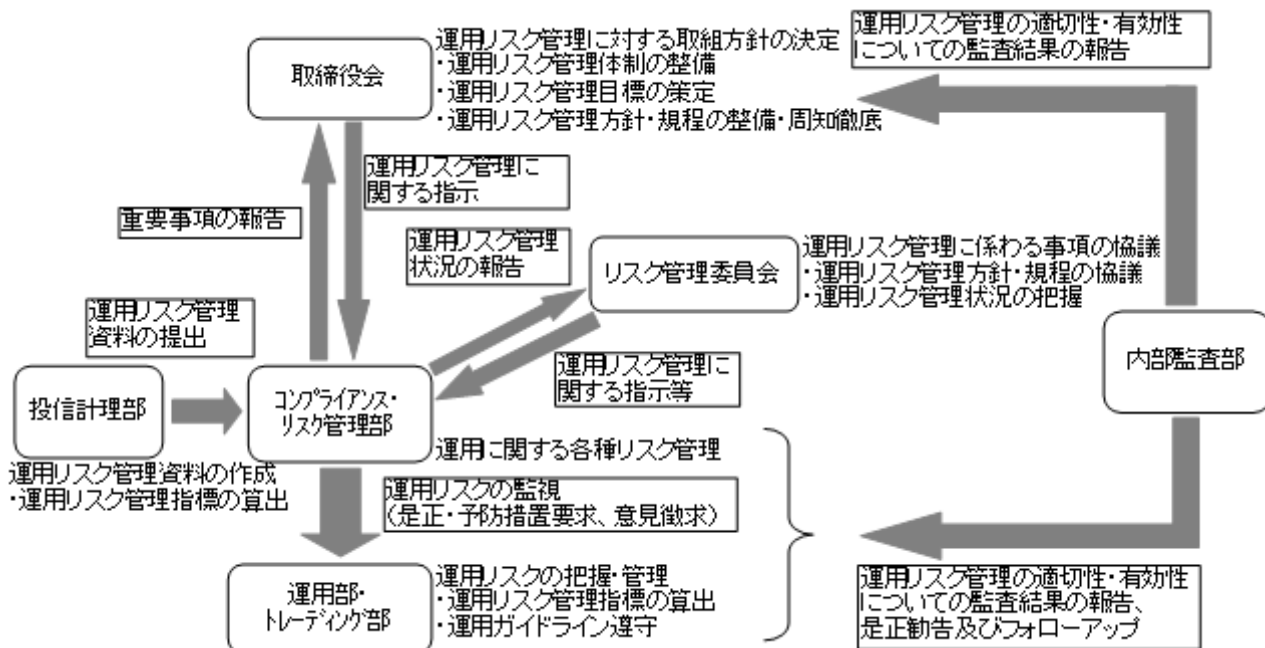 運用リスク管理に対する取組方針の決定
・運用リスク管理体制の整備
・運用リスク管理目標の策定
・運用リスク管理方針・規程の整備・周知徹底
取締役会
運用リスク管理の適切性・有効性
についての監査結果の報告
運用リスク管理に
関する指示
重要事項の報告
運用リスク管理
状況の報告
リスク管理委員会
運用リスク管理に係わる事項の協議
・運用リスク管理方針・規程の協議
・運用リスク管理状況の把握
運用リスク管理
資料の提出
内部監査部
運用リスク管理に
関する指示等
投信計理部
コンプライアンス・
リスク管理部
運用に関する各種リスク管理
運用リスク管理資料の作成
・運用リスク管理指標の算出
運用リスクの監視
（是正・予防措置要求、意見徴求）
運用部・
トレーディング部
運用リスクの把握・管理
・運用リスク管理指標の算出
・運用ガイドライン遵守
運用リスク管理の適切性・有効性
についての監査結果の報告、
是正勧告及びフォローアップ